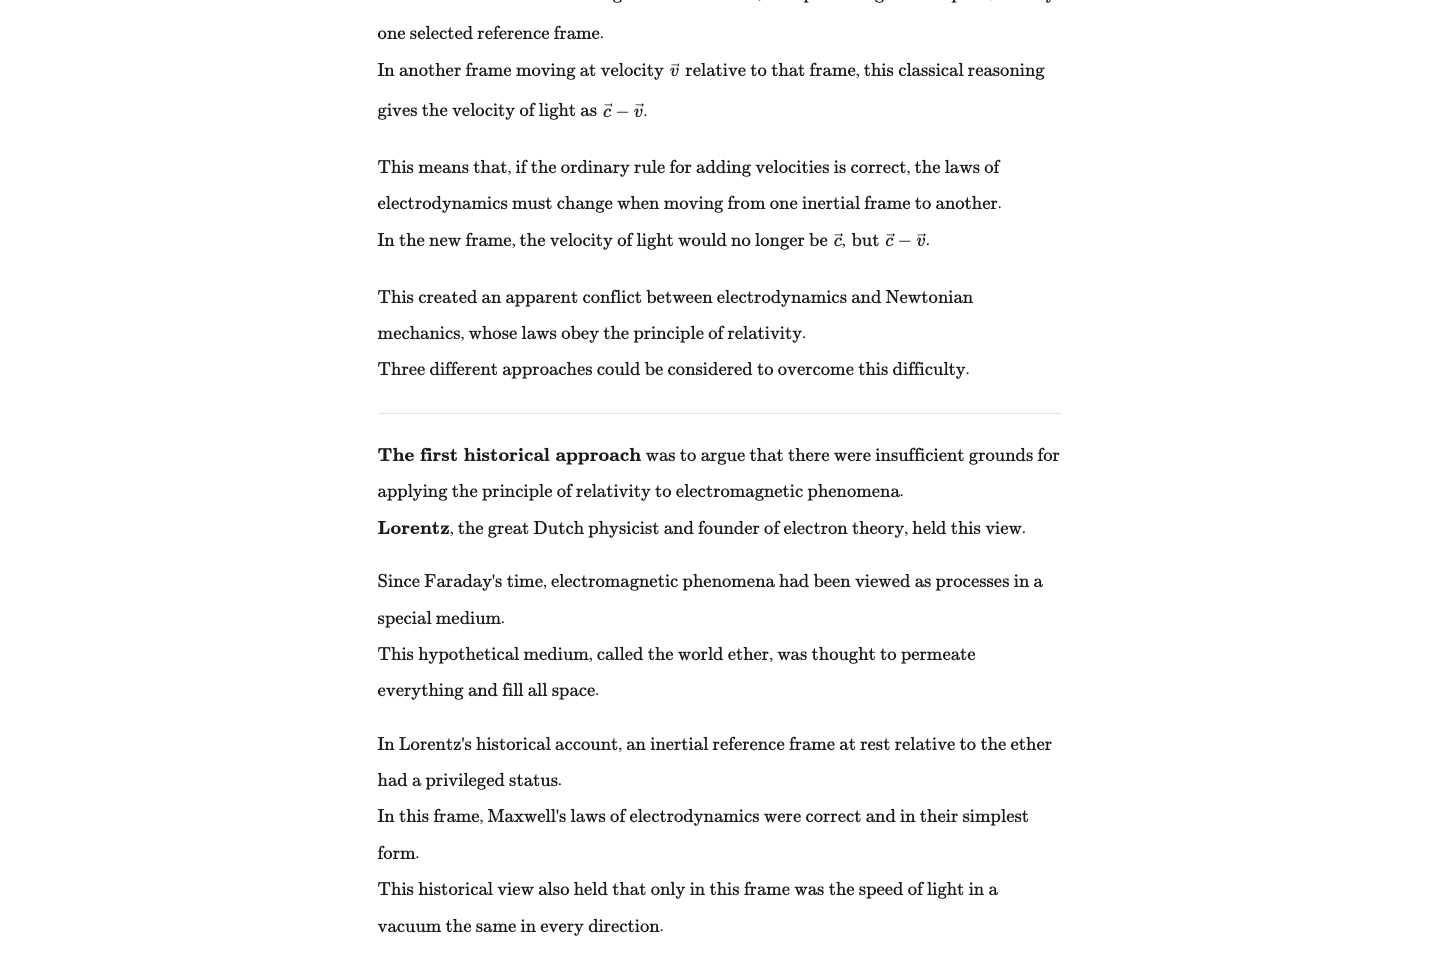 one selected reference frame.
In another frame moving at velocity v⃗ relative to that frame, this classical reasoning
gives the velocity of light as c⃗ − v⃗.
This means that, if the ordinary rule for adding velocities is correct, the laws of
electrodynamics must change when moving from one inertial frame to another.
In the new frame, the velocity of light would no longer be c⃗, but c⃗ − v⃗.
This created an apparent conflict between electrodynamics and Newtonian
mechanics, whose laws obey the principle of relativity.
Three different approaches could be considered to overcome this difficulty.
The first historical approach was to argue that there were insufficient grounds for
applying the principle of relativity to electromagnetic phenomena.
Lorentz, the great Dutch physicist and founder of electron theory, held this view.
Since Faraday's time, electromagnetic phenomena had been viewed as processes in a
special medium.
This hypothetical medium, called the world ether, was thought to permeate
everything and fill all space.
In Lorentz's historical account, an inertial reference frame at rest relative to the ether
had a privileged status.
In this frame, Maxwell's laws of electrodynamics were correct and in their simplest
form.
This historical view also held that only in this frame was the speed of light in a
vacuum the same in every direction.